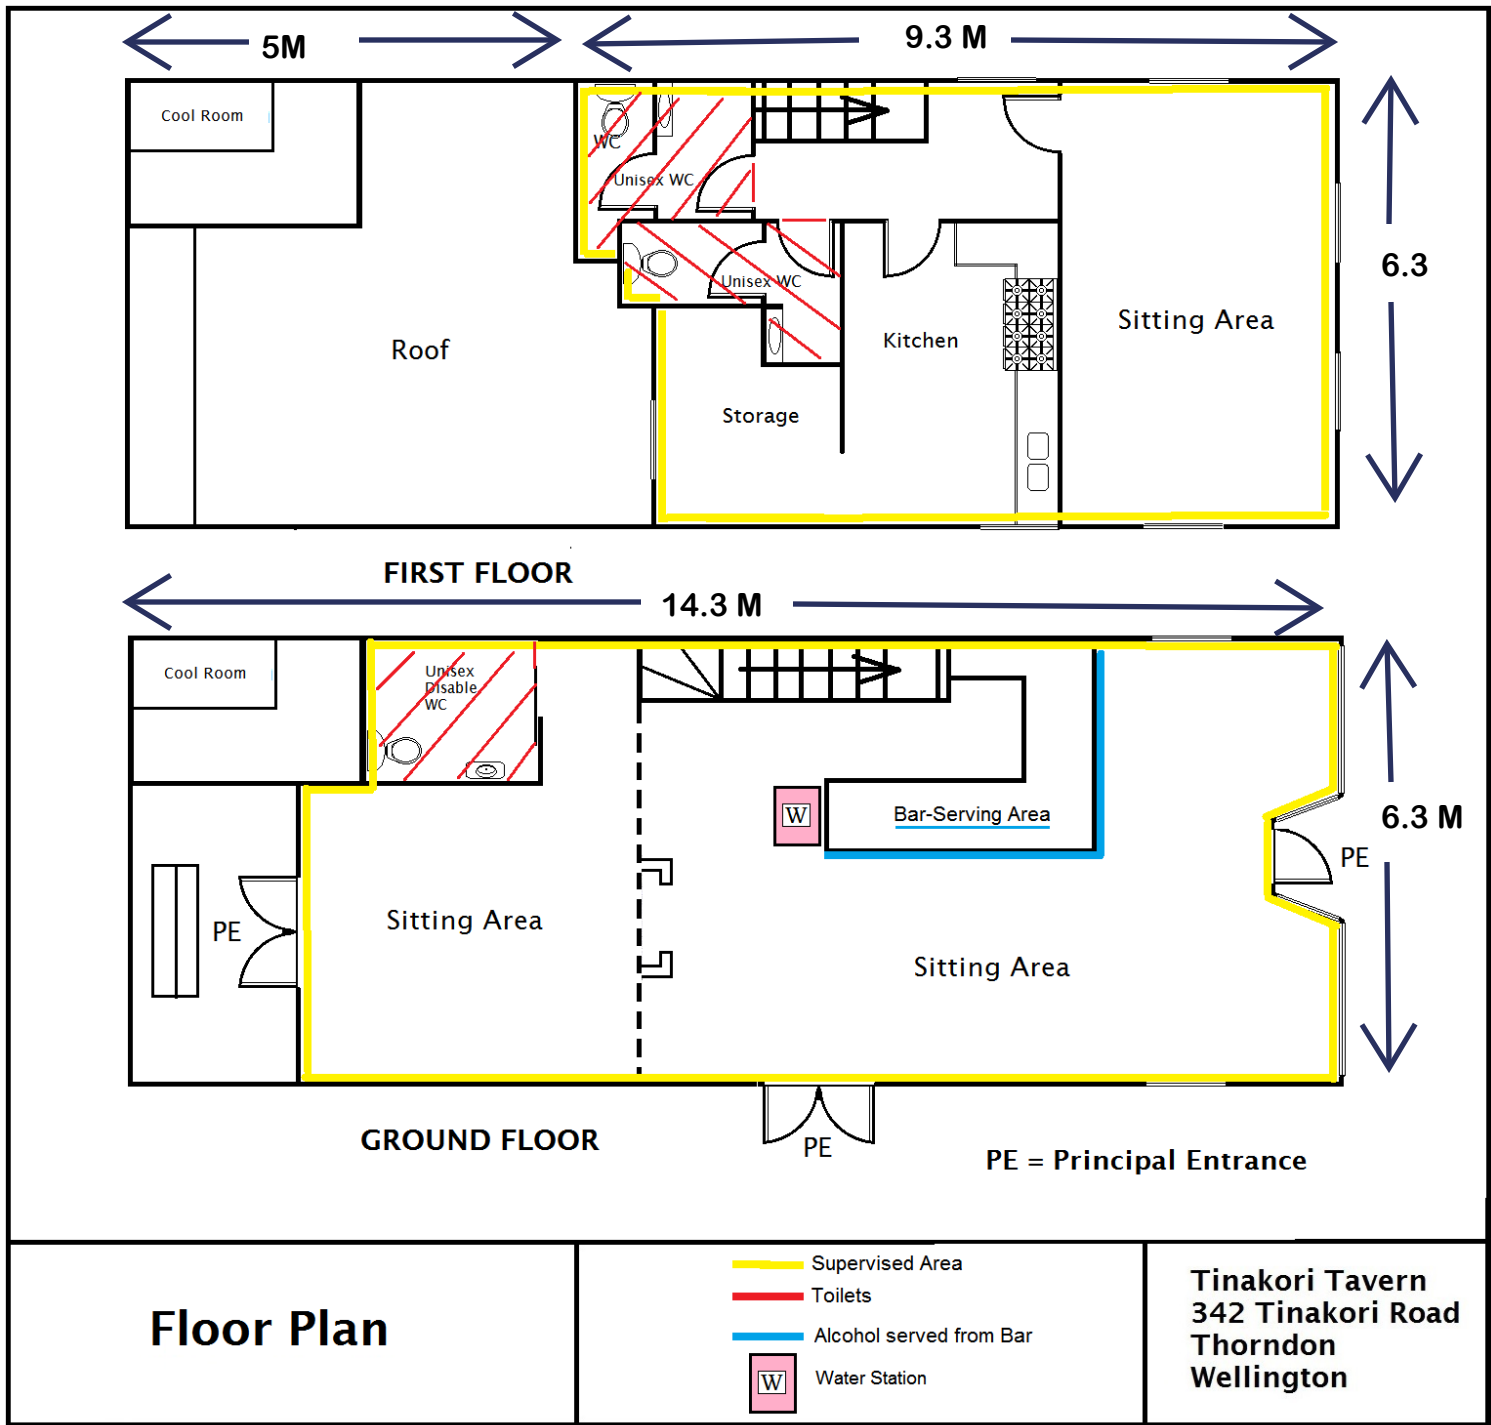 5M
9.3 M
Cool Room
WC
Unisex WC
6.3
Unisex WC
Sitting Area
Kitchen
Roof
Storage
FIRST FLOOR
14.3 M
Cool Room
Unisex
Disable
WC
W
Bar-Serving Area
6.3 M
PE
PE
Sitting Area
Sitting Area
GROUND FLOOR
PE
PE = Principal Entrance
Floor Plan
Supervised Area
Toilets
Alcohol served from Bar
W
Water Station
Tinakori Tavern
342 Tinakori Road
Thorndon
Wellington